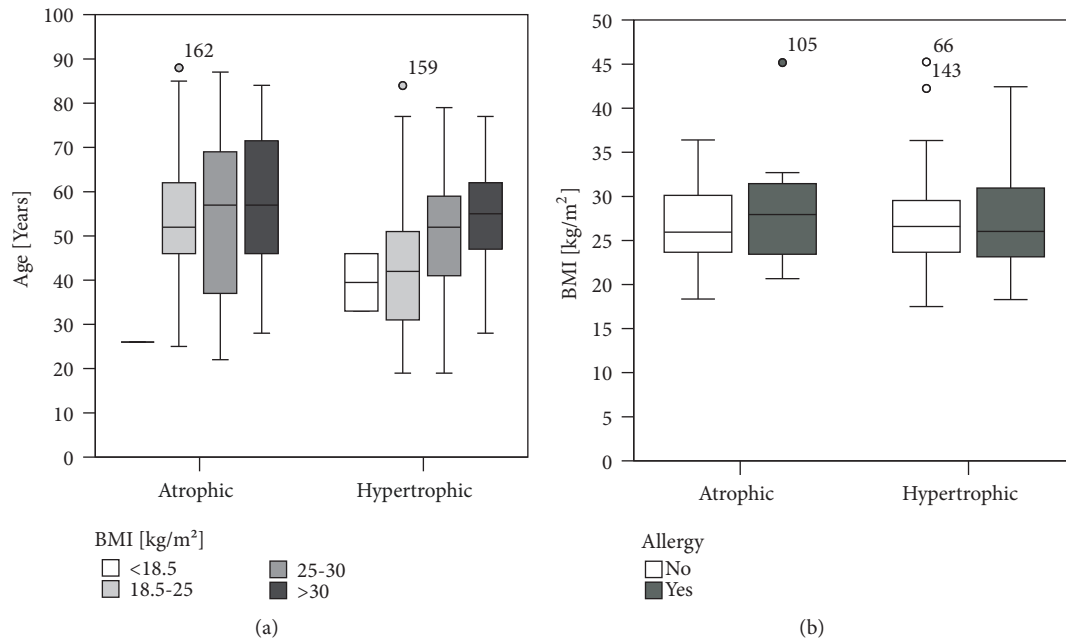 100
90
80
70
60
50
40
30
20
10
0
Age [Years]
162
159
Atrophic
Hypertrophic
BMI [kg/m²]
<18.5
18.5-25
25-30
>30
(a)
50
45
40
35
30
25
20
15
10
5
0
BMI [kg/m²]
105
66
143
Atrophic
Hypertrophic
Allergy
No
Yes
(b)